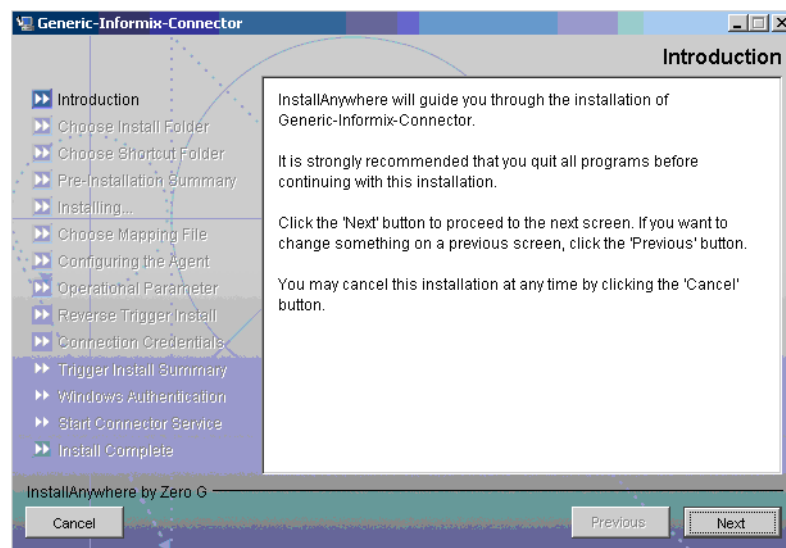 Generic-Informix-Connector
Introduction
Introduction
Choose Install Folder
Choose Shortcut Folder
Pre-Installation Summary
Installing...
Choose Mapping File
Configuring the Agent
Operational Parameter
Reverse Trigger Install
Connection Credentials
Trigger Install Summary
Windows Authentication
Start Connector Service
Install Complete
InstallAnywhere will guide you through the installation of
Generic-Informix-Connector.
It is strongly recommended that you quit all programs before
continuing with this installation.
Click the 'Next' button to proceed to the next screen. If you want to
change something on a previous screen, click the 'Previous' button.
You may cancel this installation at any time by clicking the 'Cancel'
button.
InstallAnywhere by Zero G
Cancel
Previous
Next